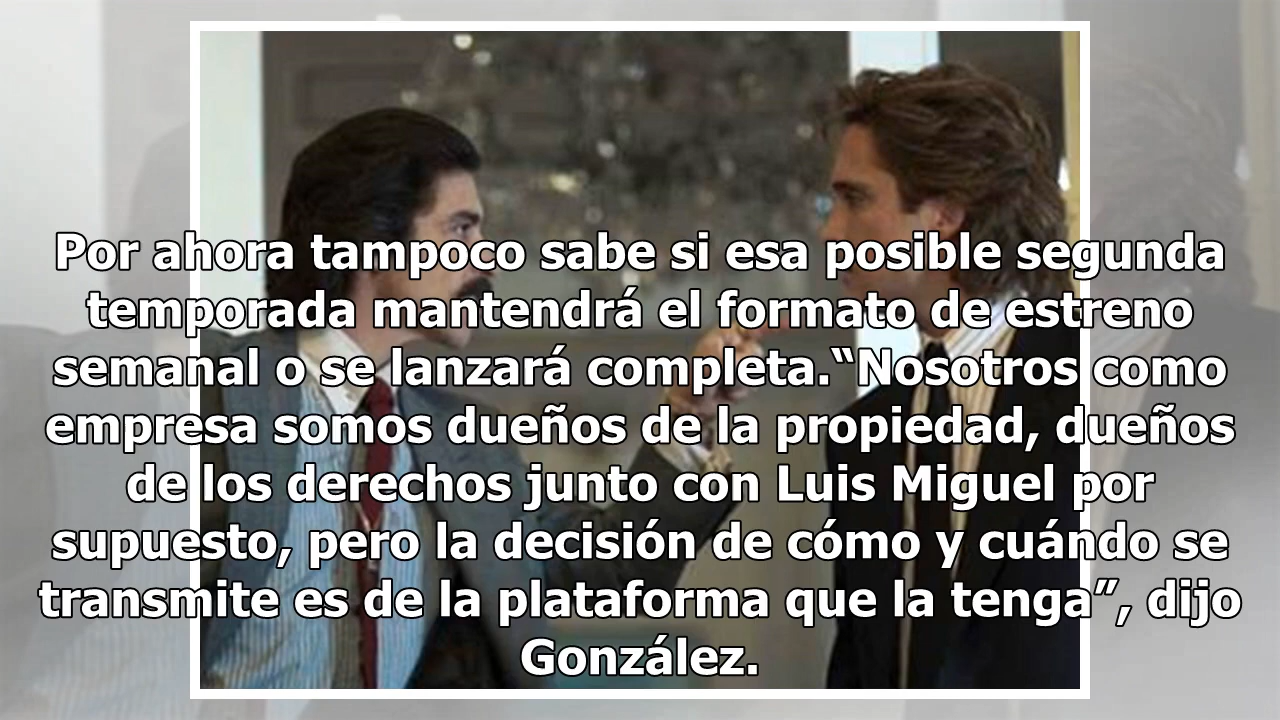 Por ahora tampoco sabe si esa posible segunda
temporada mantendrá el formato de estreno
semanal o se lanzará completa.“Nosotros como
empresa somos dueños de la propiedad, dueños
de los derechos junto con Luis Miguel por
supuesto, pero la decisión de cómo y cuándo se
transmite es de la plataforma que la tenga”, dijo
González.